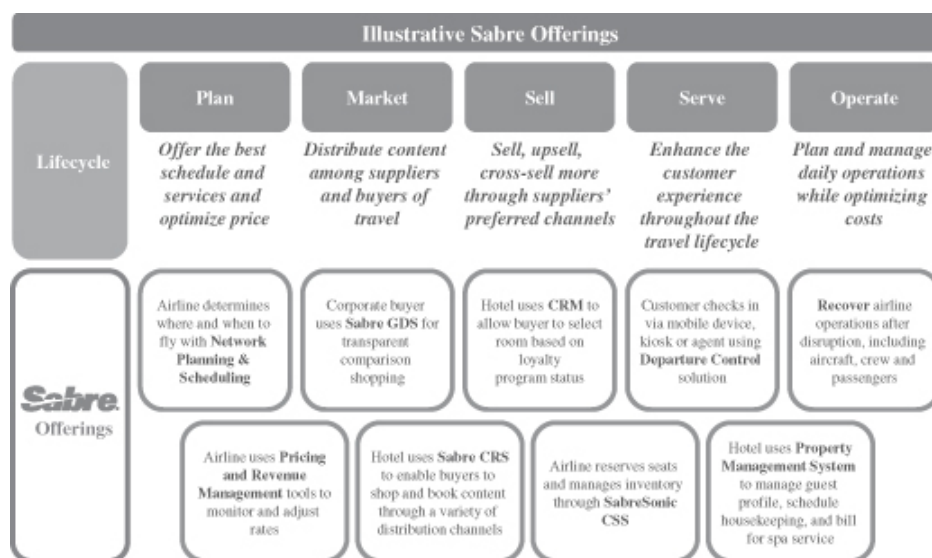 Illustrative Sabre Offerings
Lifecycle
Plan
Offer the best
schedule and
services and
optimize price
Market
Distribute content
among suppliers
and buyers of
travel
Sell
Sell, upsell,
cross-sell more
through suppliers'
preferred channels
Serve
Enhance the
customer
experience
throughout the
travel lifecycle
Operate
Plan and manage
daily operations
while optimizing
costs
Sabre
Offerings
Airline determines
where and when to
fly with Network
Planning &
Scheduling
Corporate buyer
uses Sabre GDS for
transparent
comparison
shopping
Hotel uses CRM to
allow buyer to select
room based on
loyalty
program status
Customer checks in
via mobile device,
kiosk or agent using
Departure Control
solution
Recover airline
operations after
disruption, including
aircraft, crew and
passengers
Airline uses Pricing
and Revenue
Management tools to
monitor and adjust
rates
Hotel uses Sabre CRS
to enable buyers to
shop and book content
through a variety of
distribution channels
Airline reserves seats
and manages inventory
through SabreSonic
CSS
Hotel uses Property
Management System
to manage guest
profile, schedule
housekeeping, and bill
for spa service